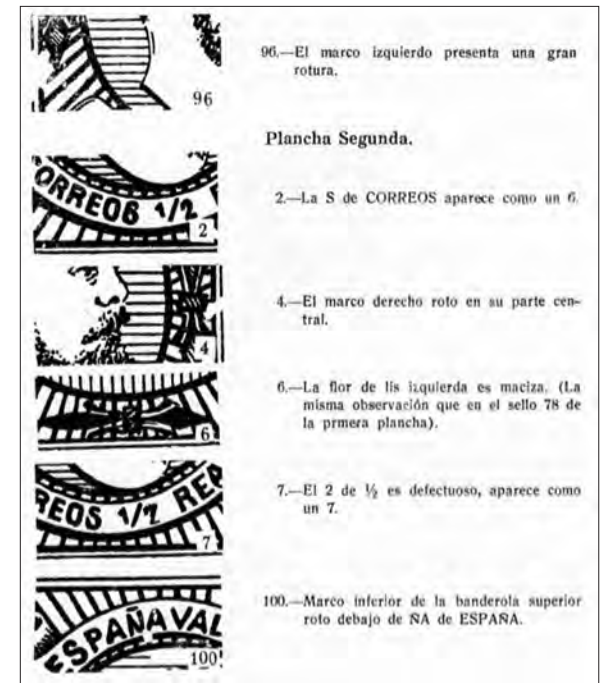 96.—El marco izquierdo presenta una gran
rotura.
96
Plancha Segunda.
ORREO6 1/2
2
2.—La S de CORREOS aparece como un 6.
4
4.—El marco derecho roto en su parte cen-
tral.
6
6.—La flor de lis izquierda es maciza. (La
misma observación que en el sello 78 de
la prmera plancha).
REOS 1/7 REA
7
7.—El 2 de ½ es defectuoso, aparece como
un 7.
ESPAÑA VAL
100
100.—Marco inferior de la banderola superior
roto debajo de ÑA de ESPAÑA.